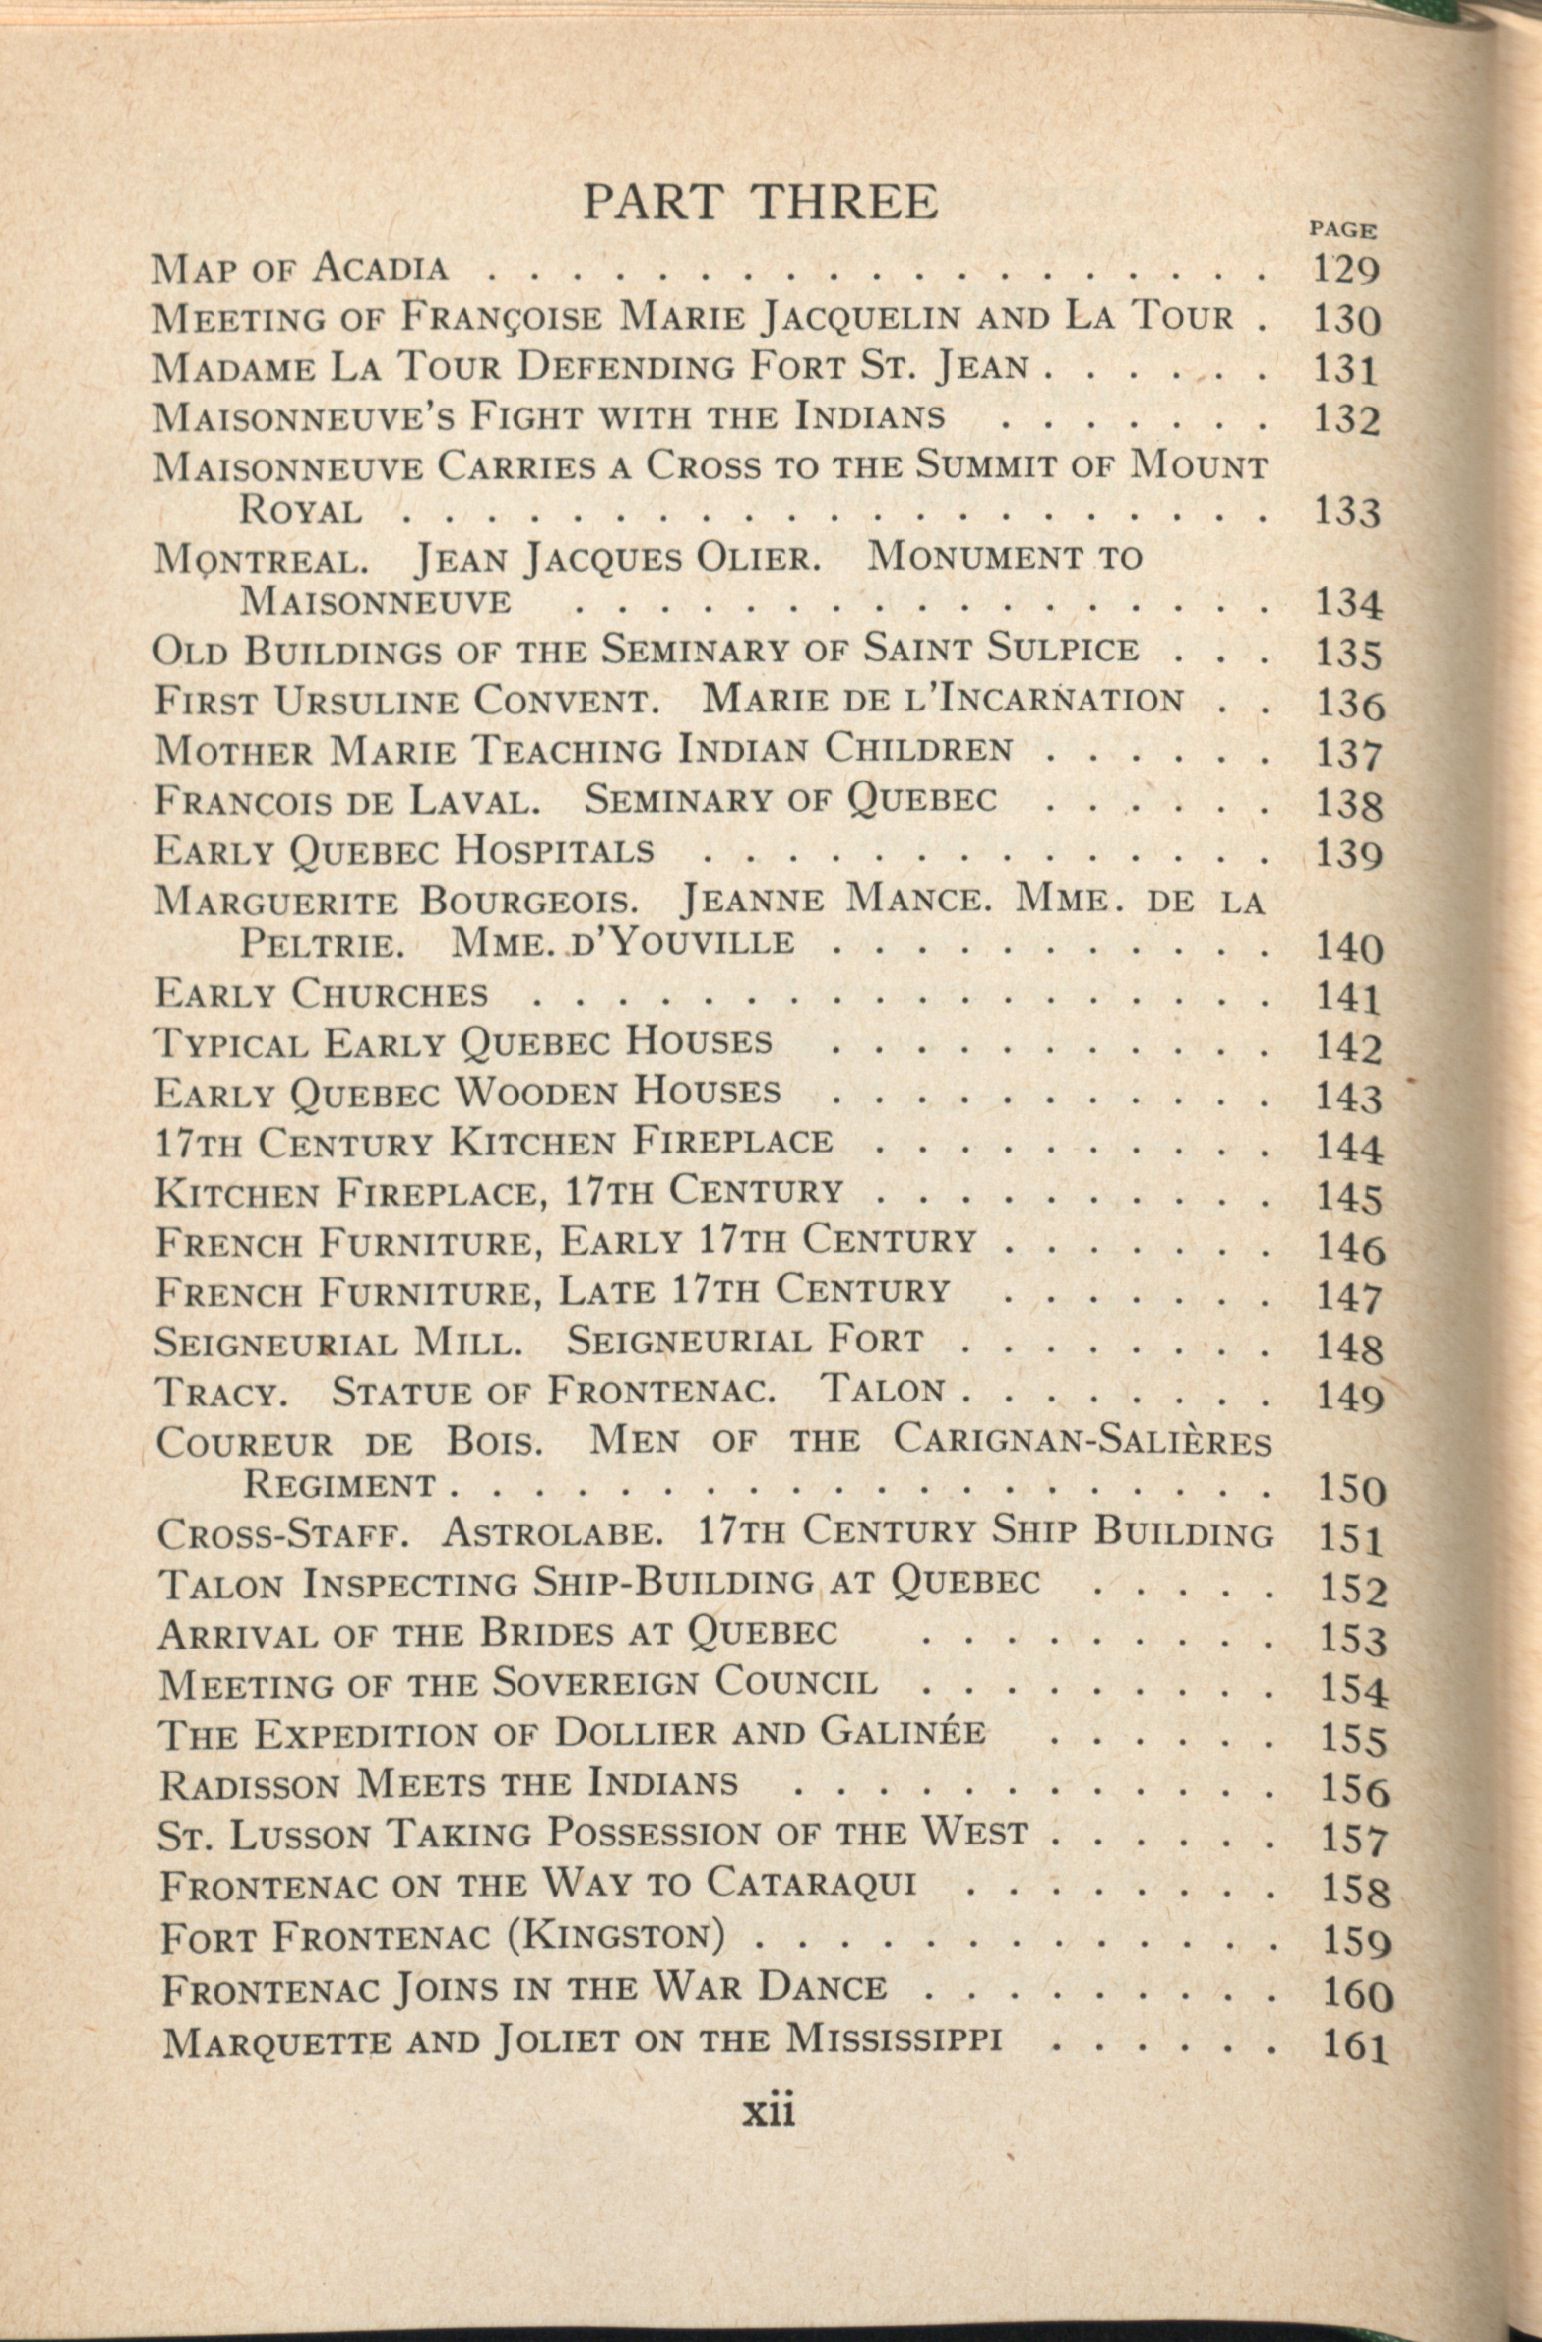 PART THREE
PAGE
MAP OF ACADIA . . . . . . . . . . . . . . . . . . . 129
MEETING OF FRANÇOISE MARIE JACQUELIN AND LA TOUR . 130
MADAME LA TOUR DEFENDING FORT ST. JEAN . . . . . . 131
MAISONNEUVE'S FIGHT WITH THE INDIANS . . . . . . . 132
MAISONNEUVE CARRIES A CROSS TO THE SUMMIT OF MOUNT
ROYAL . . . . . . . . . . . . . . . . . . . . . 133
MONTREAL. JEAN JACQUES OLIER. MONUMENT TO
MAISONNEUVE . . . . . . . . . . . . . . . . . 134
OLD BUILDINGS OF THE SEMINARY OF SAINT SULPICE . . . 135
FIRST URSULINE CONVENT. MARIE DE L'INCARNATION . . 136
MOTHER MARIE TEACHING INDIAN CHILDREN . . . . . . 137
FRANCOIS DE LAVAL. SEMINARY OF QUEBEC . . . . . . 138
EARLY QUEBEC HOSPITALS . . . . . . . . . . . . . . 139
MARGUERITE BOURGEOIS. JEANNE MANCE. MME. DE LA
PELTRIE. MME. D'YOUVILLE . . . . . . . . . . . 140
EARLY CHURCHES . . . . . . . . . . . . . . . . . . 141
TYPICAL EARLY QUEBEC HOUSES . . . . . . . . . . . 142
EARLY QUEBEC WOODEN HOUSES . . . . . . . . . . . 143
17TH CENTURY KITCHEN FIREPLACE . . . . . . . . . . 144
KITCHEN FIREPLACE, 17TH CENTURY . . . . . . . . . . 145
FRENCH FURNITURE, EARLY 17TH CENTURY . . . . . . . 146
FRENCH FURNITURE, LATE 17TH CENTURY . . . . . . . 147
SEIGNEURIAL MILL. SEIGNEURIAL FORT . . . . . . . . 148
TRACY. STATUE OF FRONTENAC. TALON . . . . . . . . 149
COUREUR DE BOIS. MEN OF THE CARIGNAN-SALIÈRES
REGIMENT . . . . . . . . . . . . . . . . . . . . 150
CROSS-STAFF. ASTROLABE. 17TH CENTURY SHIP BUILDING 151
TALON INSPECTING SHIP-BUILDING AT QUEBEC . . . . . 152
ARRIVAL OF THE BRIDES AT QUEBEC . . . . . . . . . 153
MEETING OF THE SOVEREIGN COUNCIL . . . . . . . . . 154
THE EXPEDITION OF DOLLIER AND GALINÉE . . . . . . 155
RADISSON MEETS THE INDIANS . . . . . . . . . . . . 156
ST. LUSSON TAKING POSSESSION OF THE WEST . . . . . . 157
FRONTENAC ON THE WAY TO CATARAQUI . . . . . . . . 158
FORT FRONTENAC (KINGSTON) . . . . . . . . . . . . . 159
FRONTENAC JOINS IN THE WAR DANCE . . . . . . . . . 160
MARQUETTE AND JOLIET ON THE MISSISSIPPI . . . . . . 161
xii